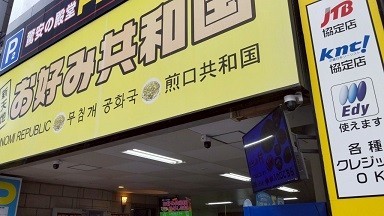 P 驚安の殿堂
お好み共和国
NOMI REPUBLIC 무침개 공화국 煎口共和国
JTB
協定店
Knt!
協定店
Edy
使えます
各種
クレジット
OK